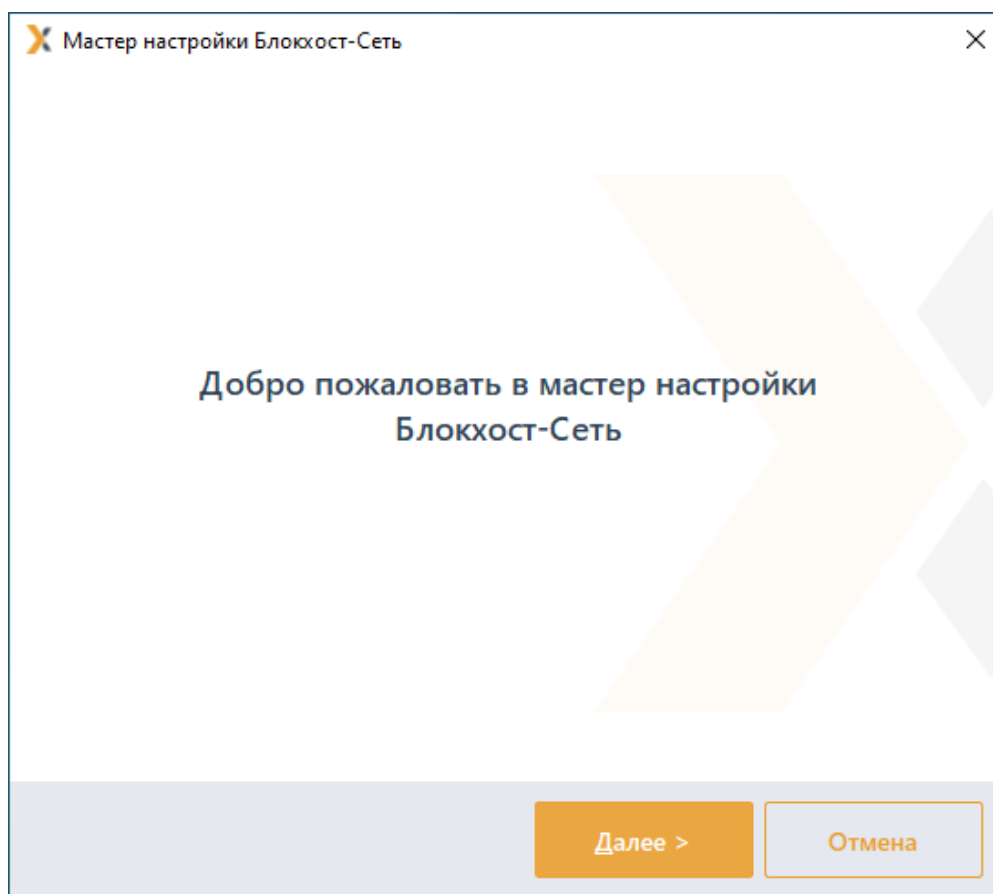 Мастер настройки Блокхост-Сеть
Добро пожаловать в мастер настройки
Блокхост-Сеть
Далее >
Отмена